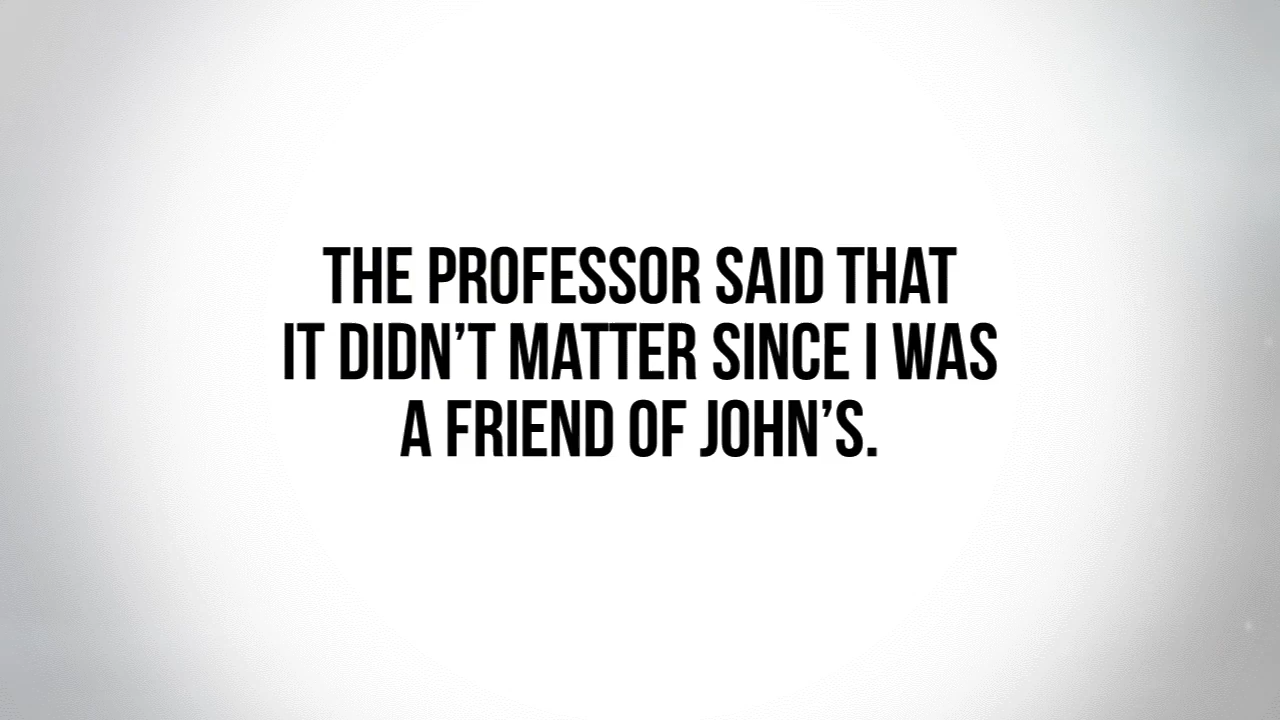 THE PROFESSOR SAID THAT
IT DIDN’T MATTER SINCE I WAS
A FRIEND OF JOHN’S.